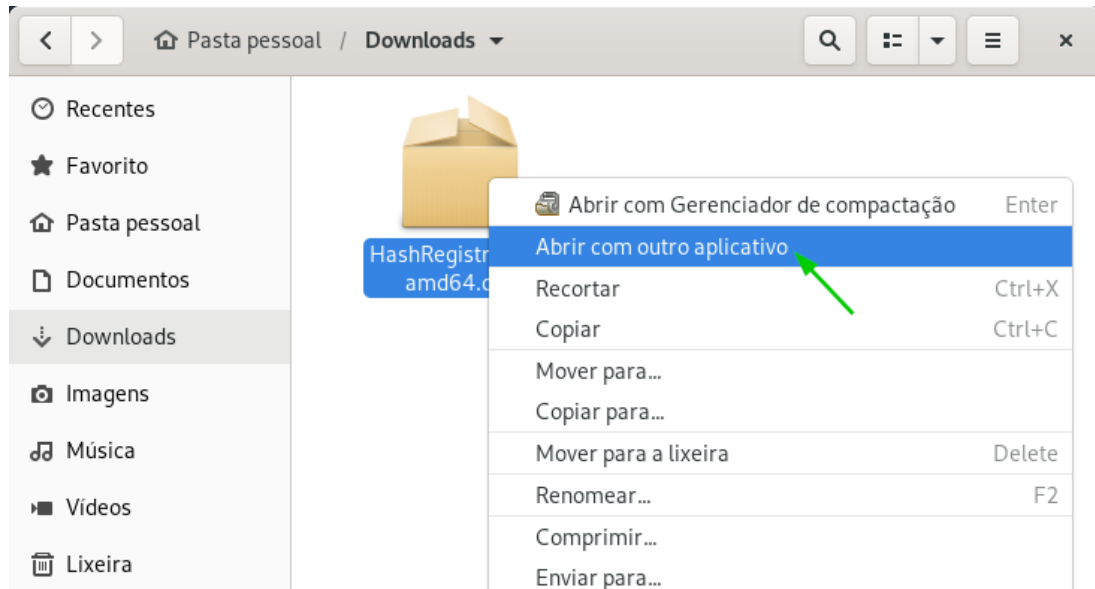 Pasta pessoal / Downloads
Recentes
Favorito
Pasta pessoal
Documentos
Downloads
Imagens
Música
Vídeos
Lixeira
HashRegistr
amd64.
Abrir com Gerenciador de compactação Enter
Abrir com outro aplicativo
Recortar Ctrl+X
Copiar Ctrl+C
Mover para...
Copiar para...
Mover para a lixeira Delete
Renomear... F2
Comprimir...
Enviar para...